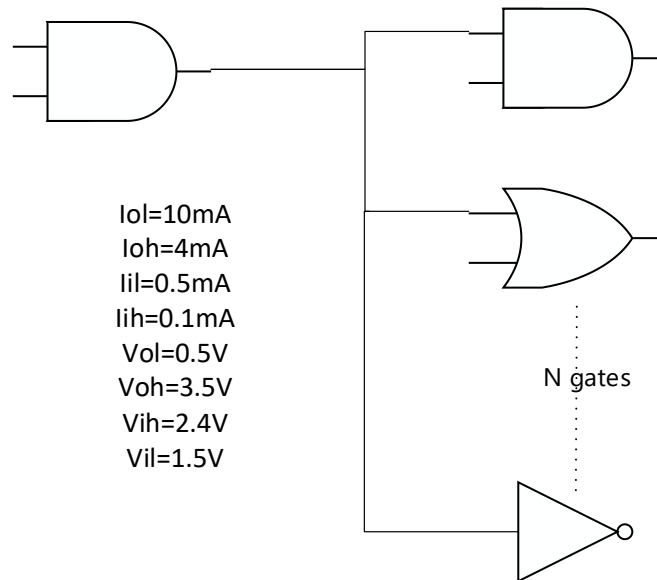 Iol=10mA
Ioh=4mA
Iil=0.5mA
Iih=0.1mA
Vol=0.5V
Voh=3.5V
Vih=2.4V
Vil=1.5V
N gates